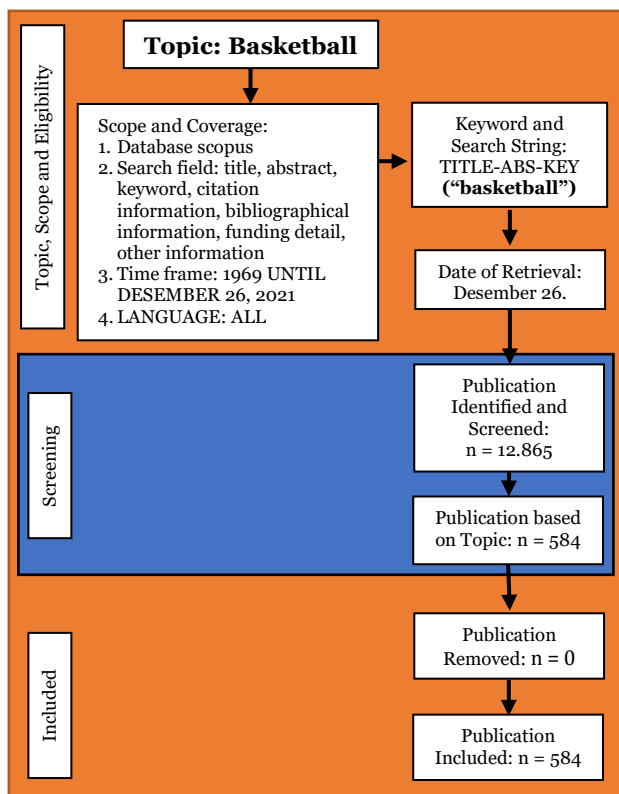 Topic: Basketball
Topic, Scope and Eligibility
Scope and Coverage:
1. Database scopus
2. Search field: title, abstract,
keyword, citation
information, bibliographical
information, funding detail,
other information
3. Time frame: 1969 UNTIL
DESEMBER 26, 2021
4. LANGUAGE: ALL
Keyword and
Search String:
TITLE-ABS-KEY
(“basketball”)
Date of Retrieval:
Desember 26.
Screening
Publication
Identified and
Screened:
n = 12.865
Publication based
on Topic: n = 584
Included
Publication
Removed: n = 0
Publication
Included: n = 584